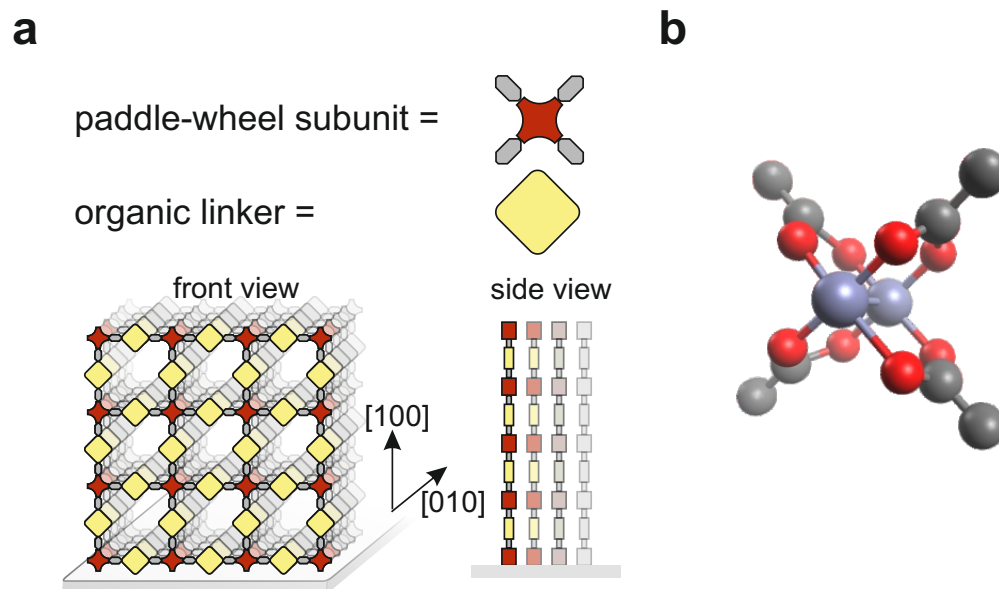 a
b
paddle-wheel subunit =
organic linker =
front view
side view
[100]
[010]